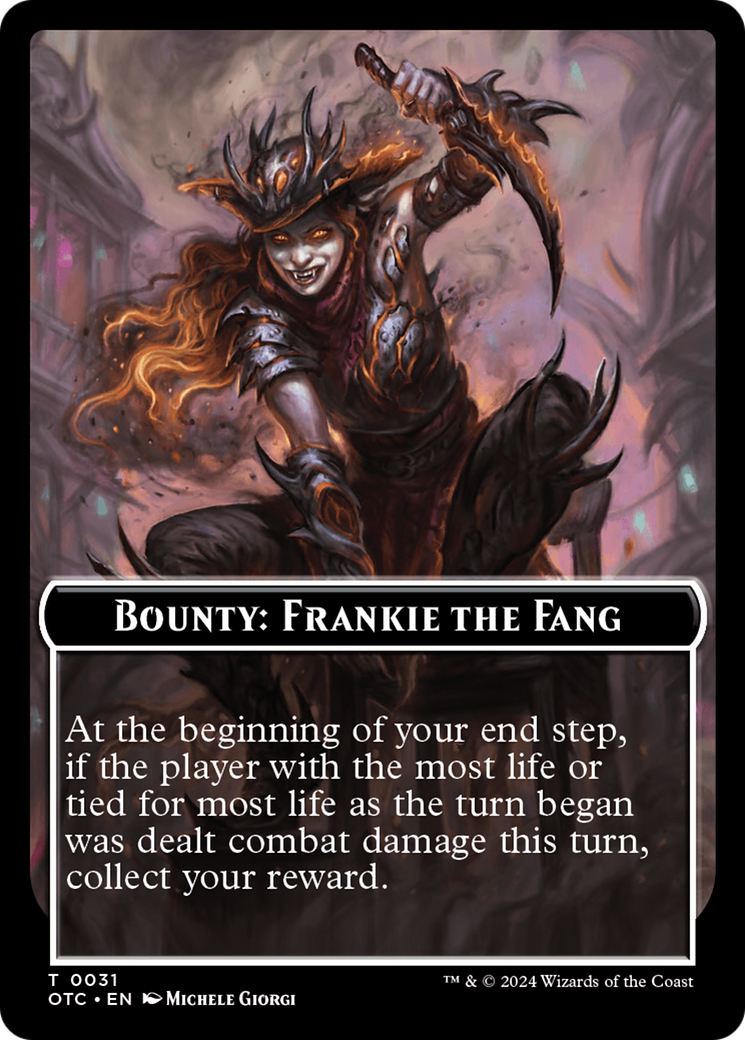 Bounty: Frankie the Fang
At the beginning of your end step,
if the player with the most life or
tied for most life as the turn began
was dealt combat damage this turn,
collect your reward.
T 0031
OTC • EN Michele Giorgi
™ & © 2024 Wizards of the Coast